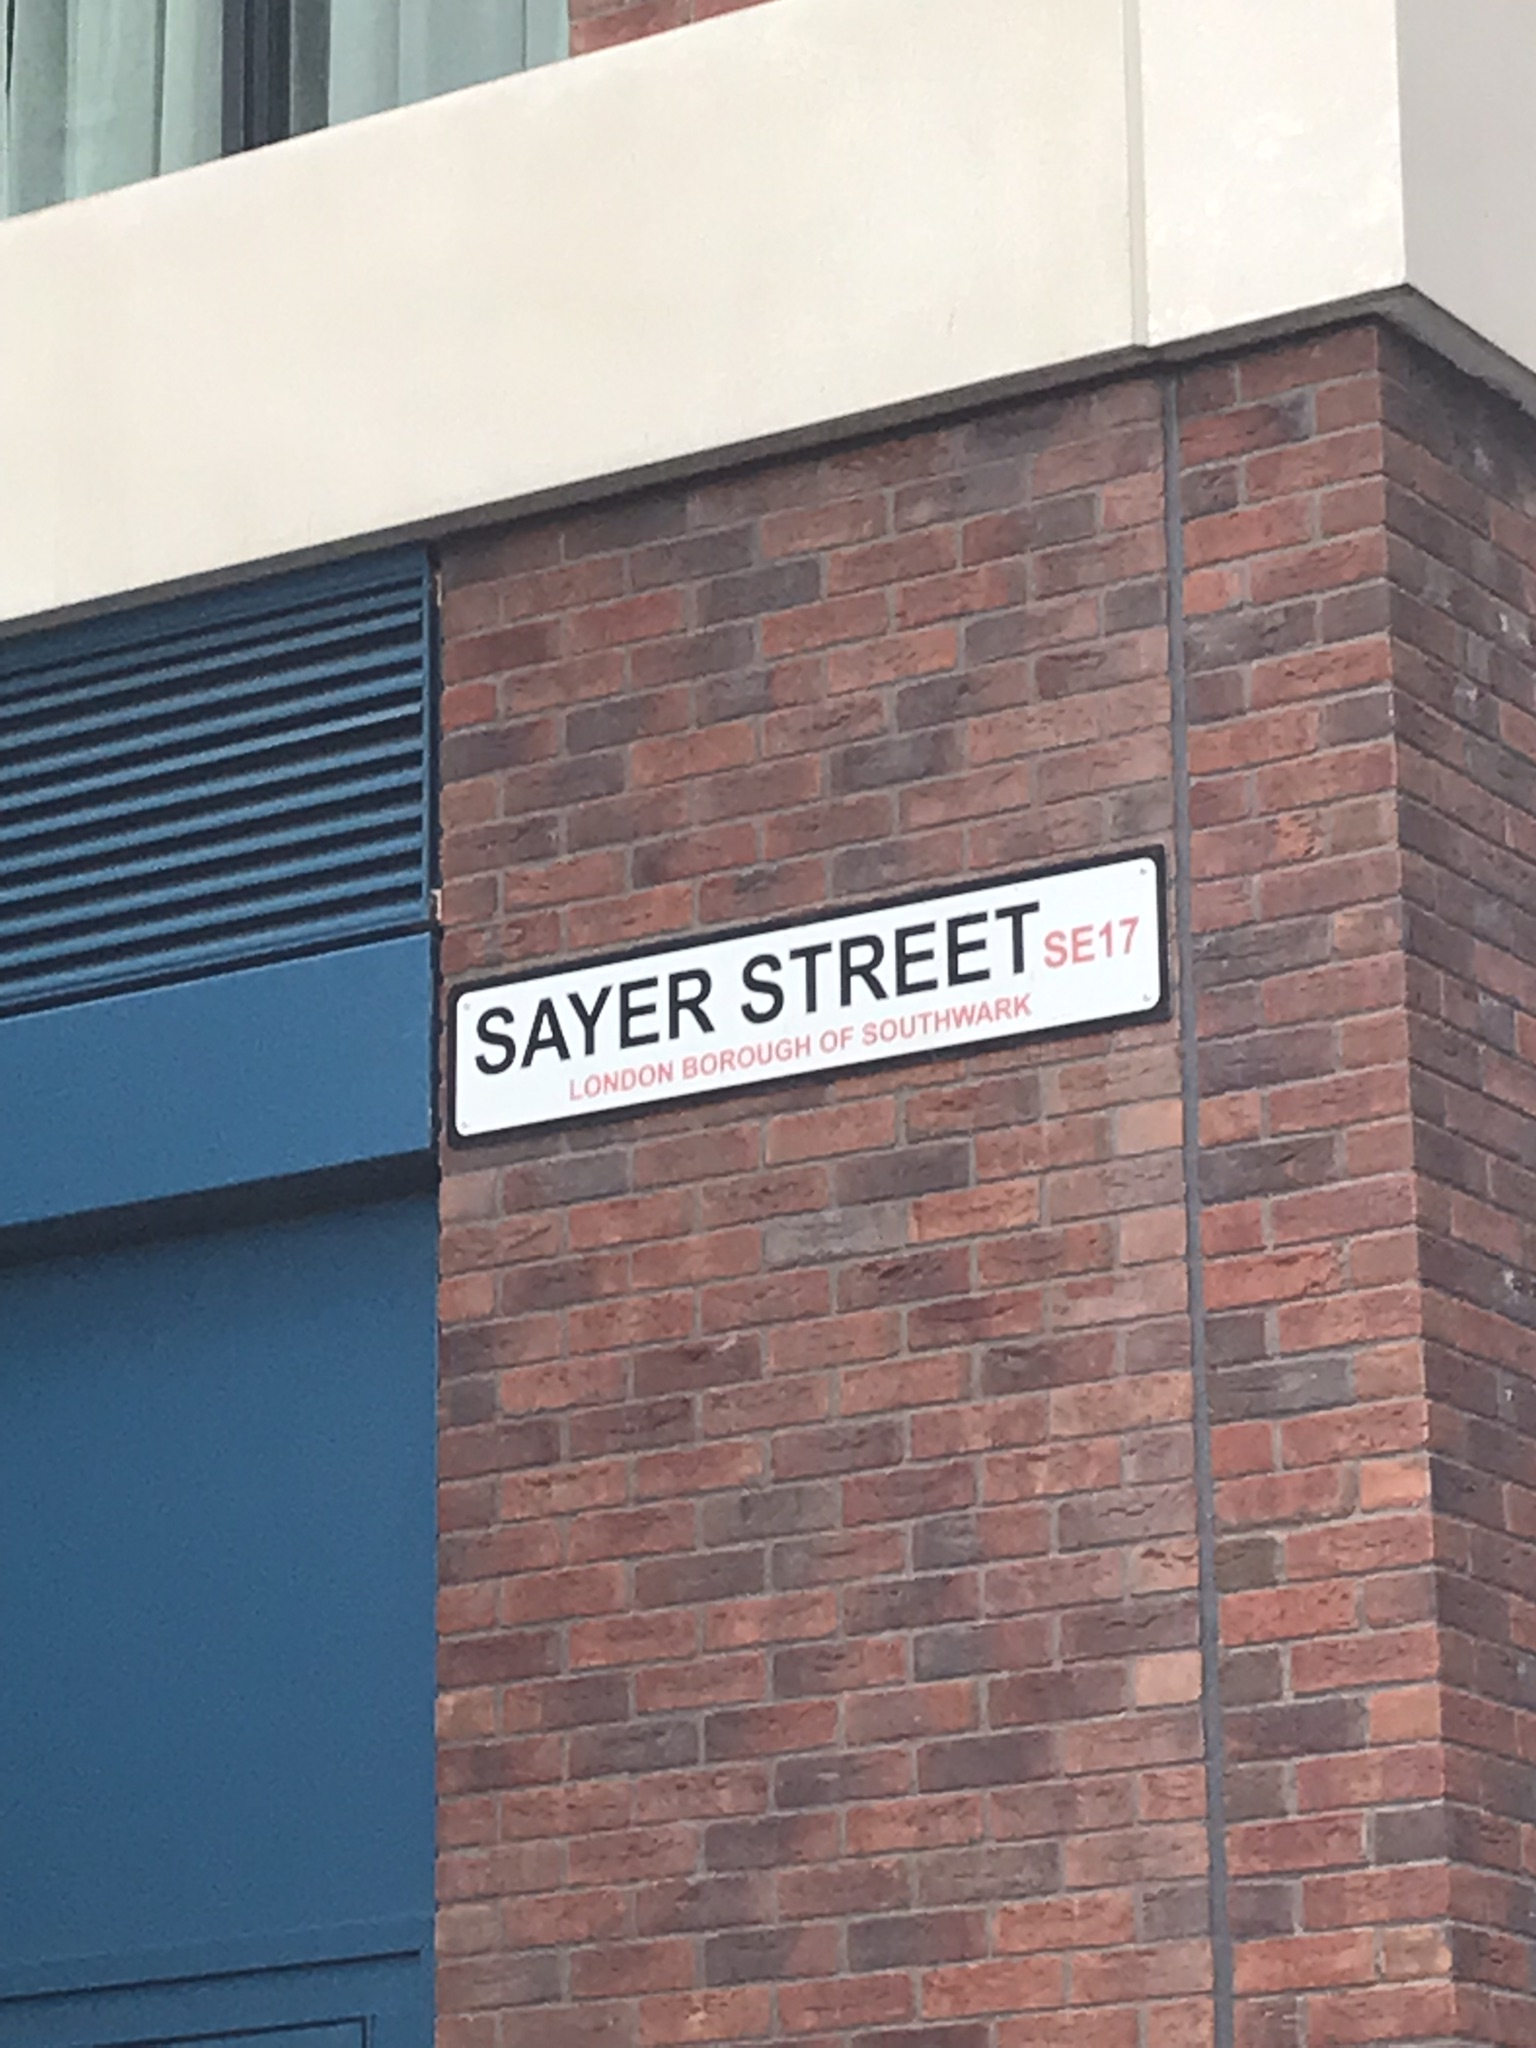 SAYER STREET SE17
LONDON BOROUGH OF SOUTHWARK